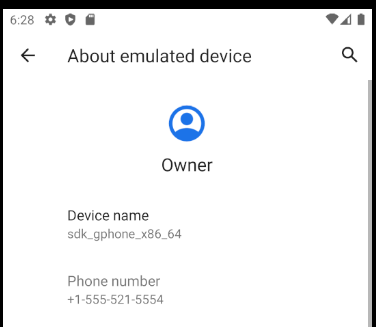 6:28
About emulated device
Owner
Device name
sdk_gphone_x86_64
Phone number
+1-555-521-5554